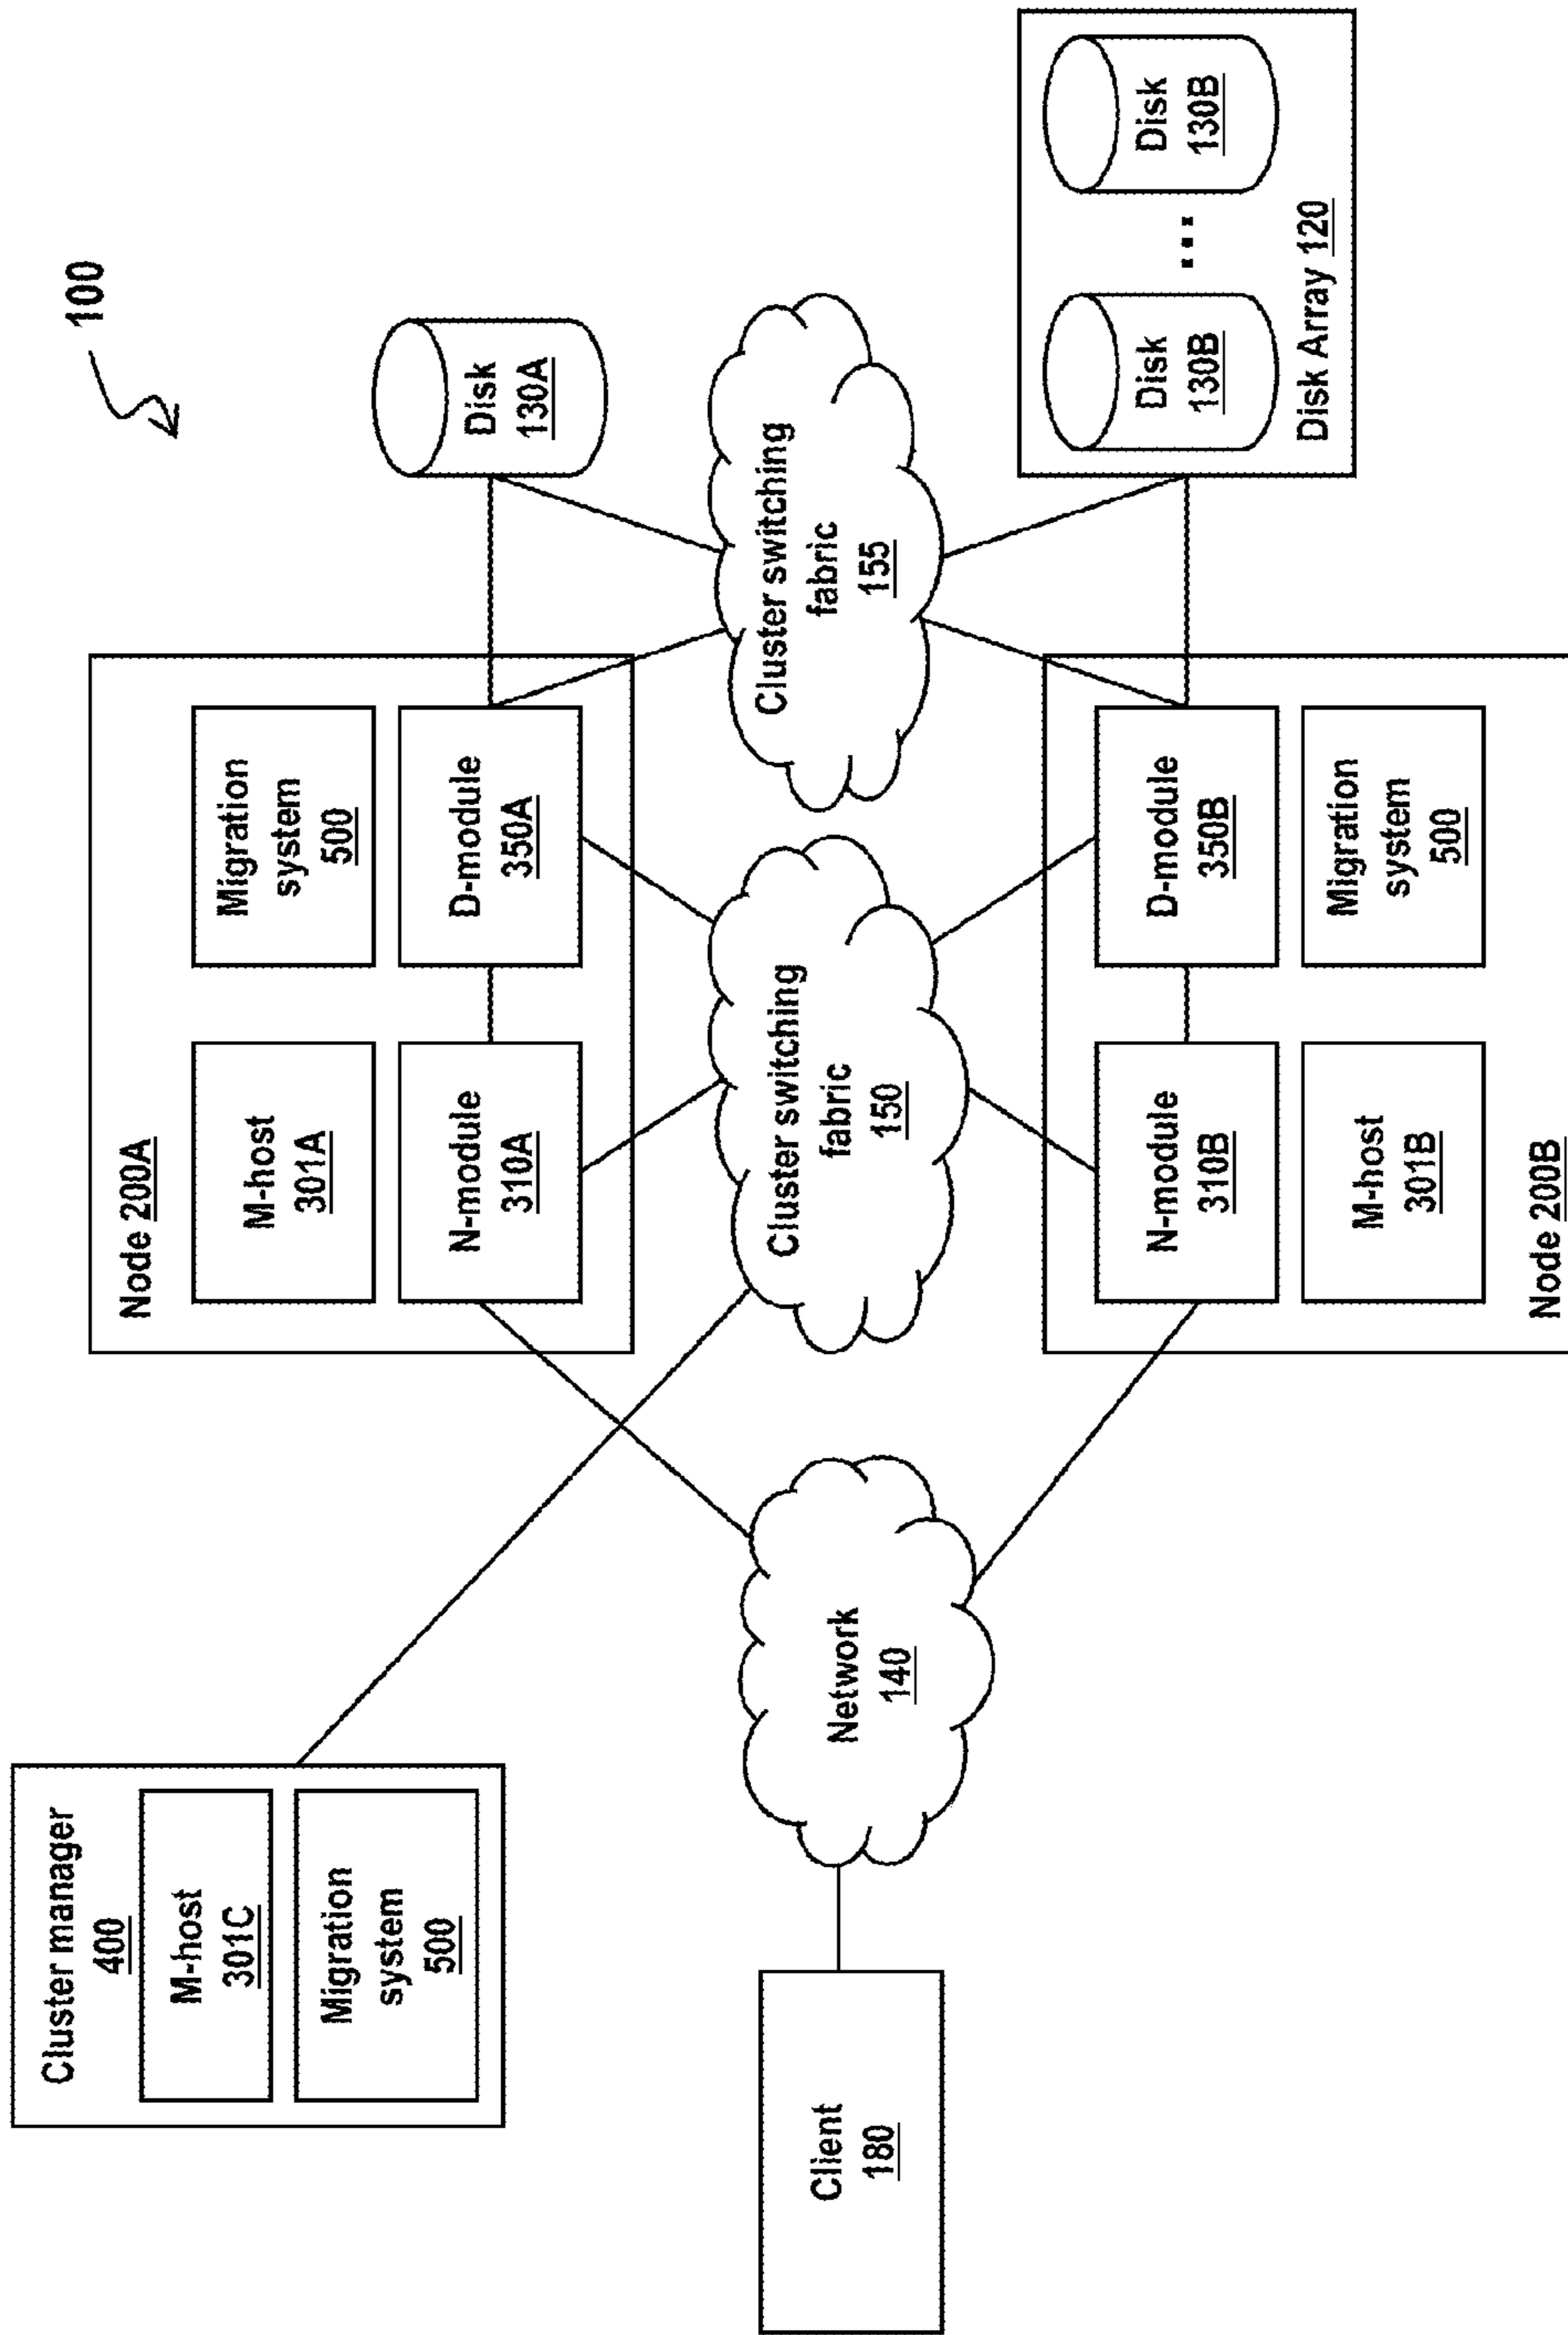 100
Cluster manager
400
M-host
301C
Migration
system
500
Node 200A
M-host
301A
Migration
system
500
N-module
310A
D-module
350A
Disk
130A
Client
180
Network
140
Cluster switching
fabric
150
Cluster switching
fabric
155
N-module
310B
D-module
350B
M-host
301B
Migration
system
500
Node 200B
Disk
130B
...
Disk
130B
Disk Array 120